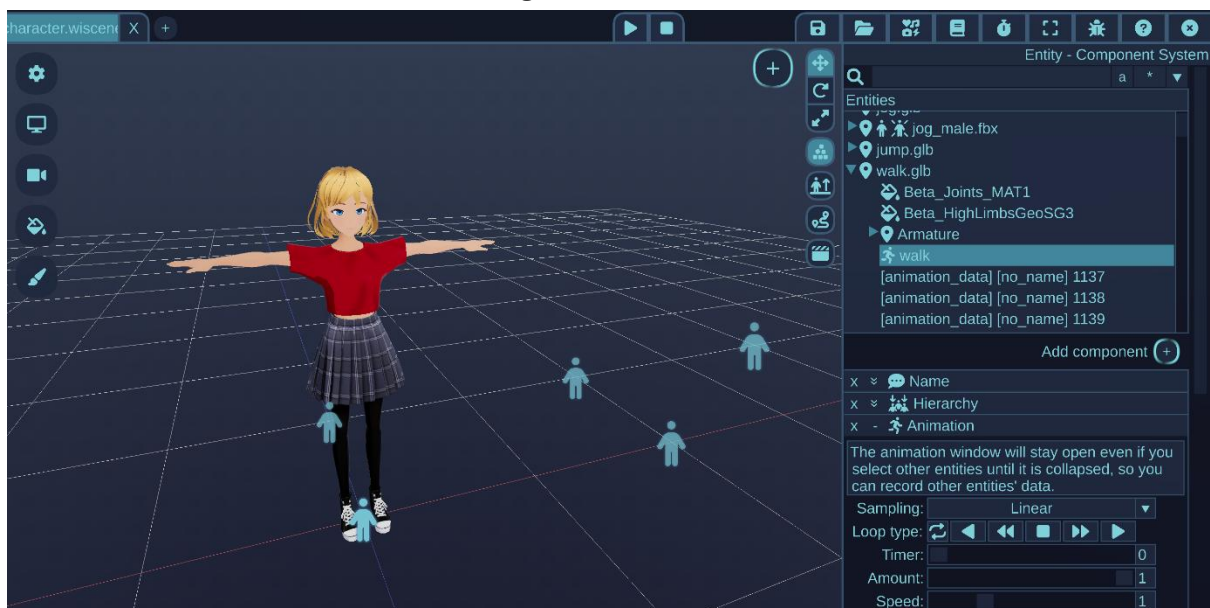 character.wiscene X +
Entity - Component System
a * ▼
Entities
jog.glb
jog_male.fbx
jump.glb
walk.glb
Beta_Joints_MAT1
Beta_HighLimbsGeoSG3
Armature
walk
[animation_data] [no_name] 1137
[animation_data] [no_name] 1138
[animation_data] [no_name] 1139
Add component +
x Name
x Hierarchy
x - Animation
The animation window will stay open even if you
select other entities until it is collapsed, so you
can record other entities' data.
Sampling: Linear
Loop type:
Timer: 0
Amount: 1
Speed: 1